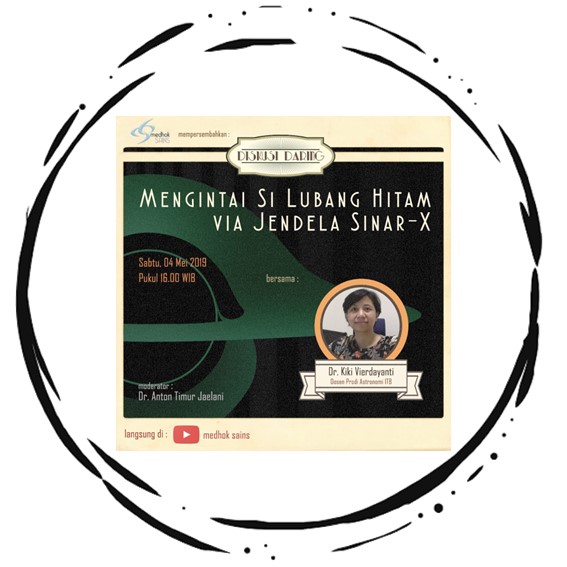 medhok
SAINS
mempersembahkan :
DISKUSI DARING
MENGINTAI SI LUBANG HITAM
VIA JENDELA SINAR-X
Sabtu, 04 Mei 2019
Pukul 16.00 WIB
bersama :
Dr. Kiki Vierdayanti
Dosen Prodi Astronomi ITB
moderator :
Dr. Anton Timur Jaelani
langsung di :
medhok sains